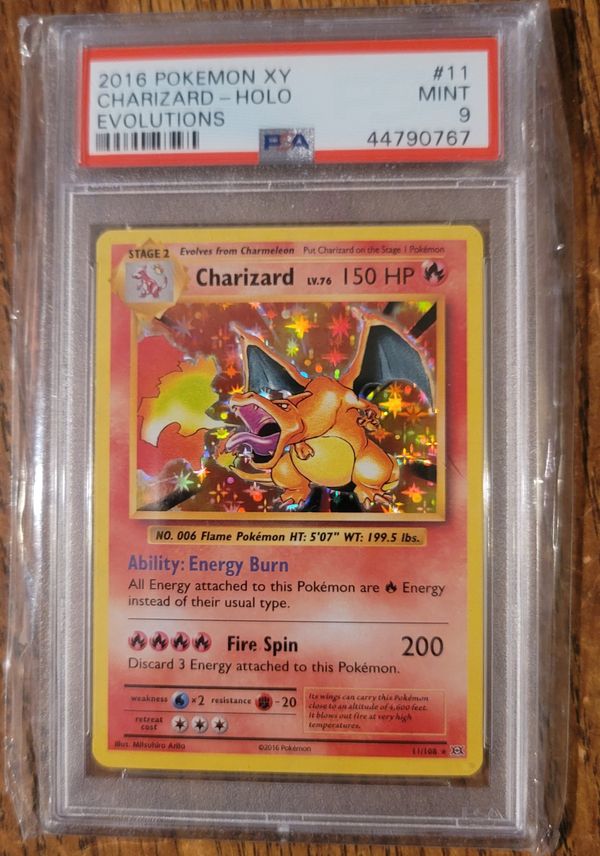 2016 POKEMON XY #11
CHARIZARD - HOLO MINT
EVOLUTIONS 9
PSA 44790767
STAGE 2 Evolves from Charmeleon Put Charizard on the Stage 1 Pokémon
Charizard LV.76 150 HP
NO. 006 Flame Pokémon HT: 5'07" WT: 199.5 lbs.
Ability: Energy Burn
All Energy attached to this Pokémon are Energy
instead of their usual type.
Fire Spin 200
Discard 3 Energy attached to this Pokémon.
weakness ×2 resistance -20
retreat
cost
Its wings can carry this Pokémon
close to an altitude of 4,600 feet.
It blows out fire at very high
temperatures.
Illus. Mitsuhiro Arita ©2016 Pokémon 11/108 ★